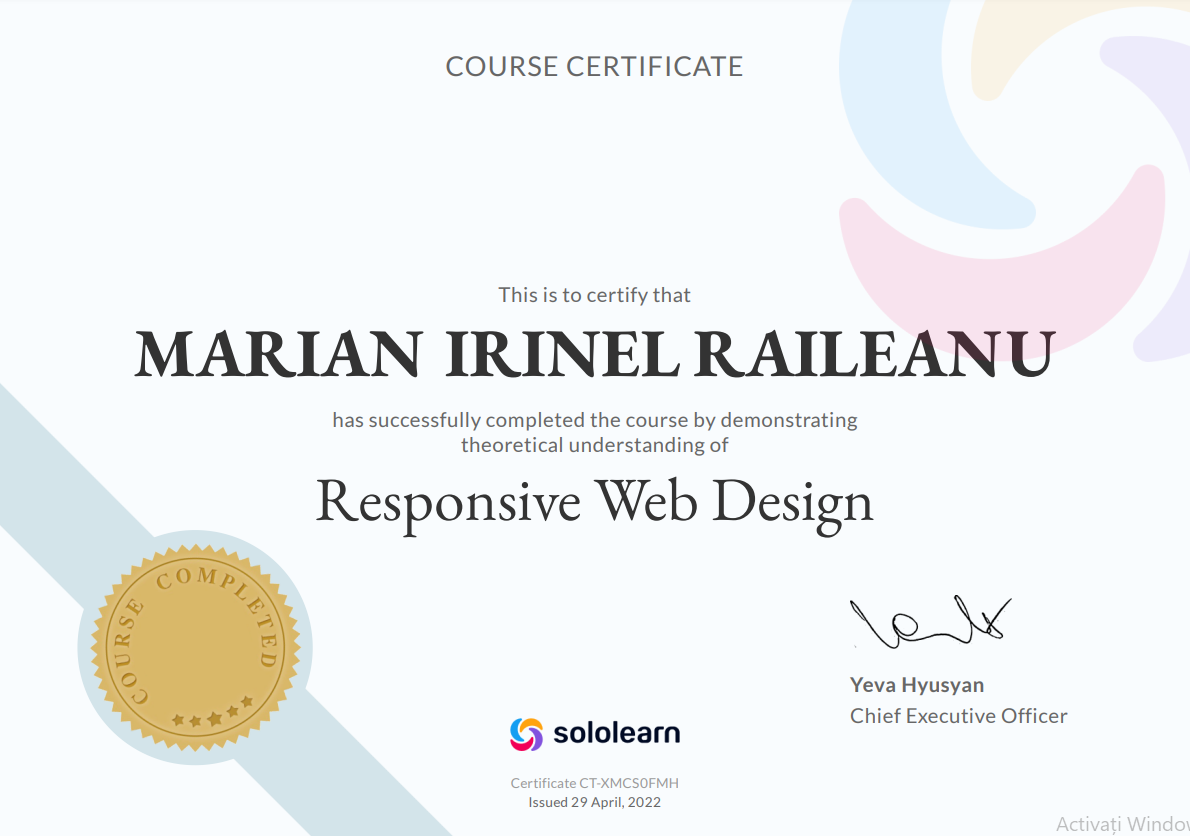 COURSE CERTIFICATE
This is to certify that
MARIAN IRINEL RAILEANU
has successfully completed the course by demonstrating
theoretical understanding of
Responsive Web Design
COURSE COMPLETED
Yeva Hyusyan
Chief Executive Officer
sololearn
Certificate CT-XMCS0FMH
Issued 29 April, 2022
Activați Window